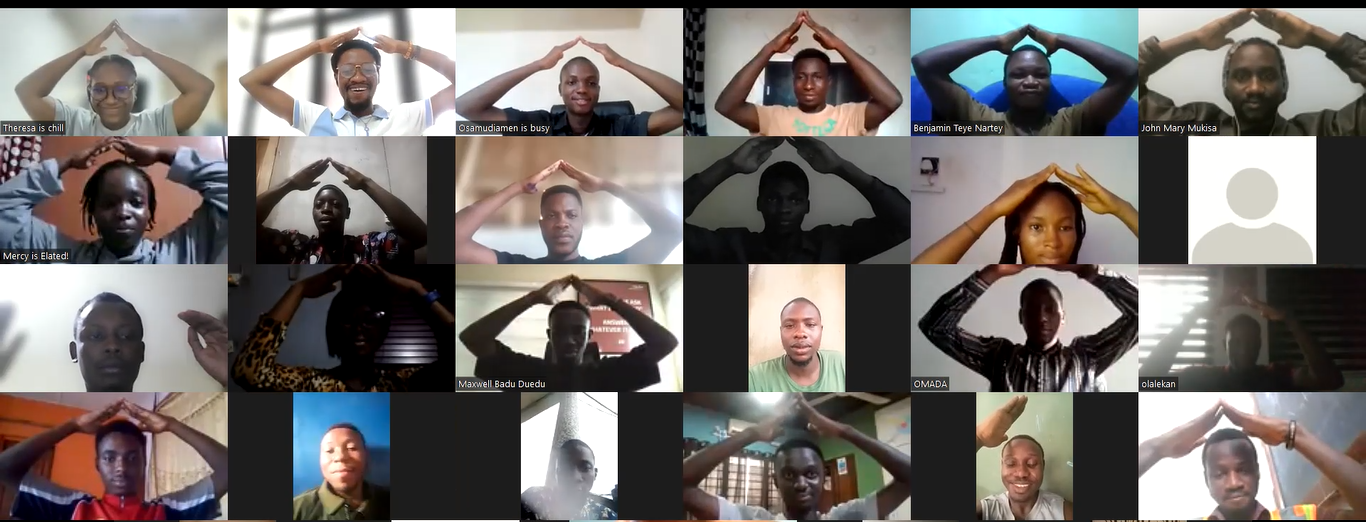 Theresa is chill
Osamudiamen is busy
Benjamin Teye Nartey
John Mary Mukisa
Mercy is Elated!
Maxwell Badu Duedu
OMADA
olalekan